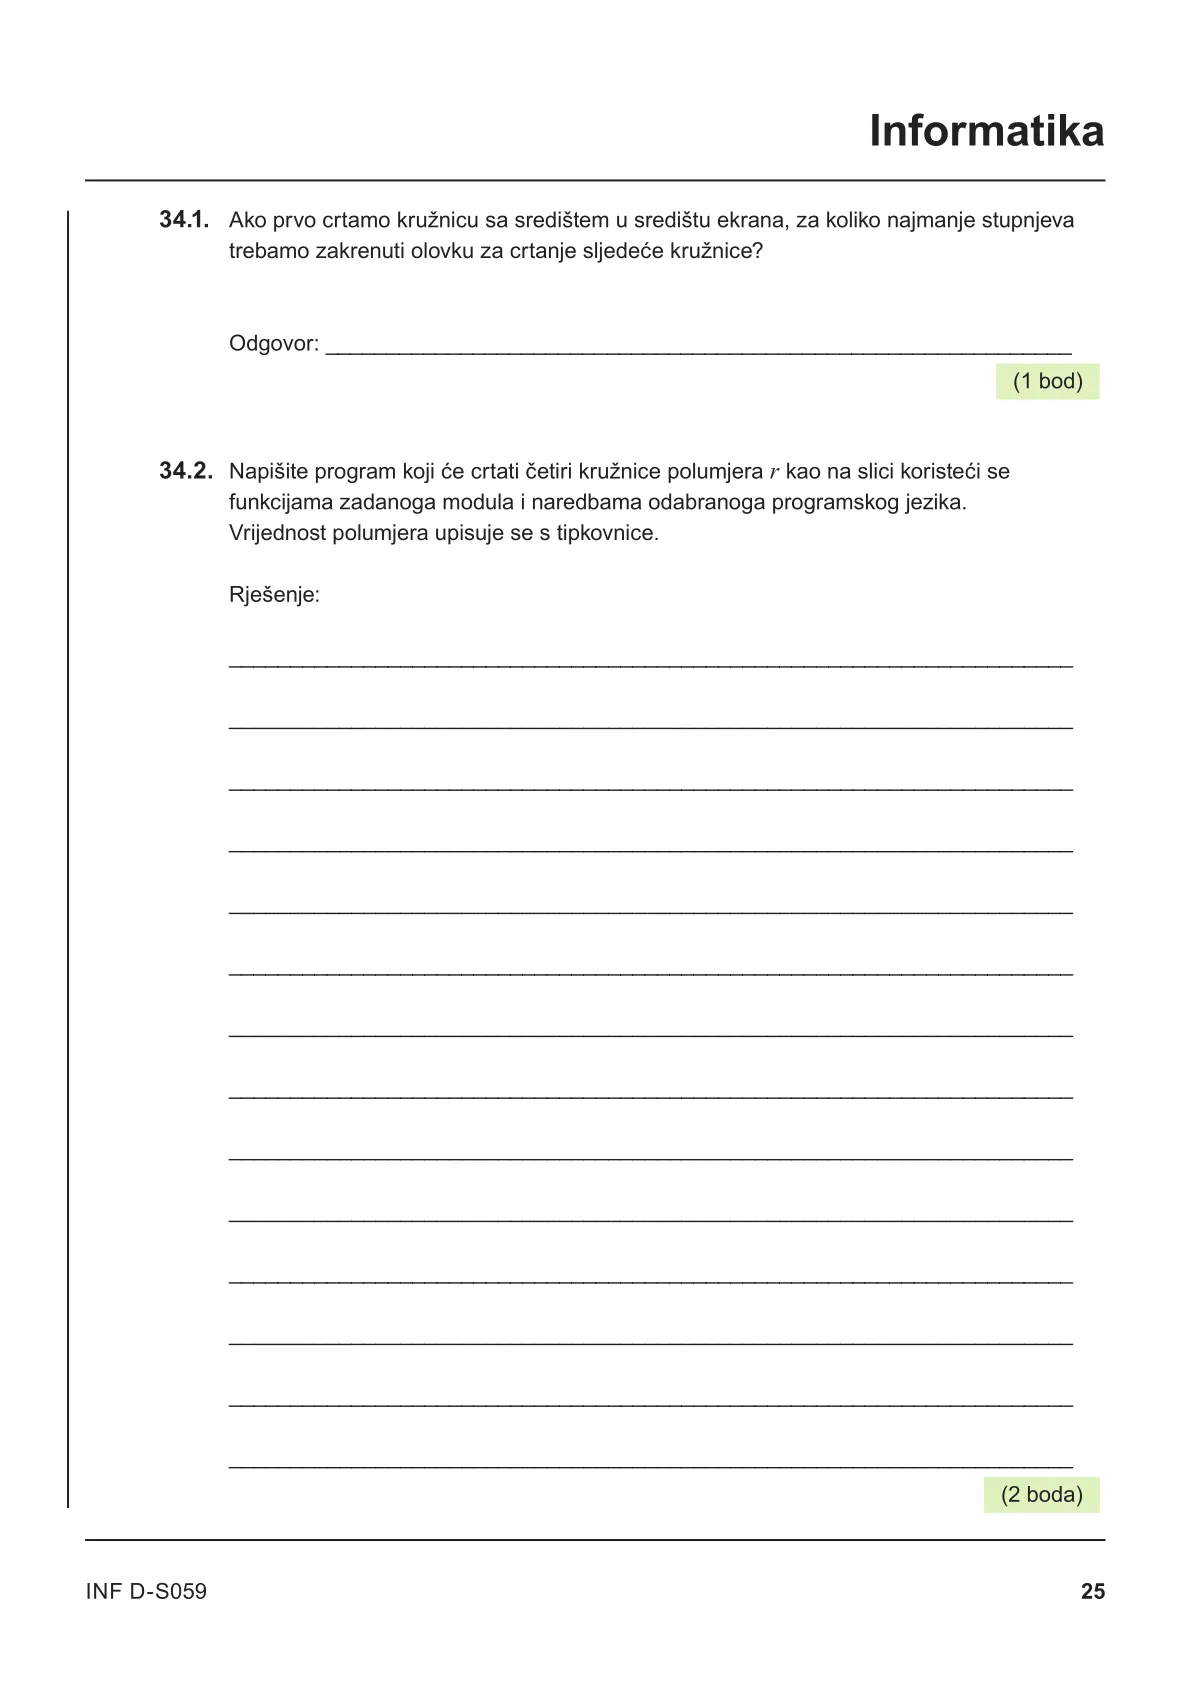 Informatika
34.1. Ako prvo crtamo kružnicu sa središtem u središtu ekrana, za koliko najmanje stupnjeva
trebamo zakrenuti olovku za crtanje sljedeće kružnice?
Odgovor: ______________________________________________________________
(1 bod)
34.2. Napišite program koji će crtati četiri kružnice polumjera r kao na slici koristeći se
funkcijama zadanoga modula i naredbama odabranoga programskog jezika.
Vrijednost polumjera upisuje se s tipkovnice.
Rješenje:
(2 boda)
INF D-S059
25